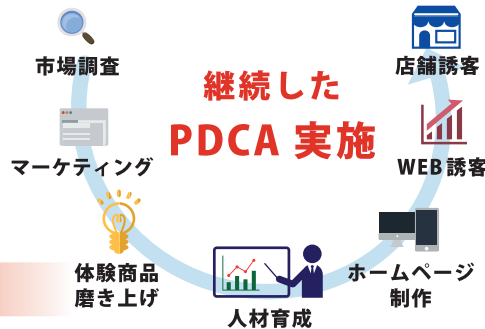 市場調査
店舗誘客
継続した
PDCA 実施
マーケティング
WEB誘客
体験商品
磨き上げ
ホームページ
制作
人材育成